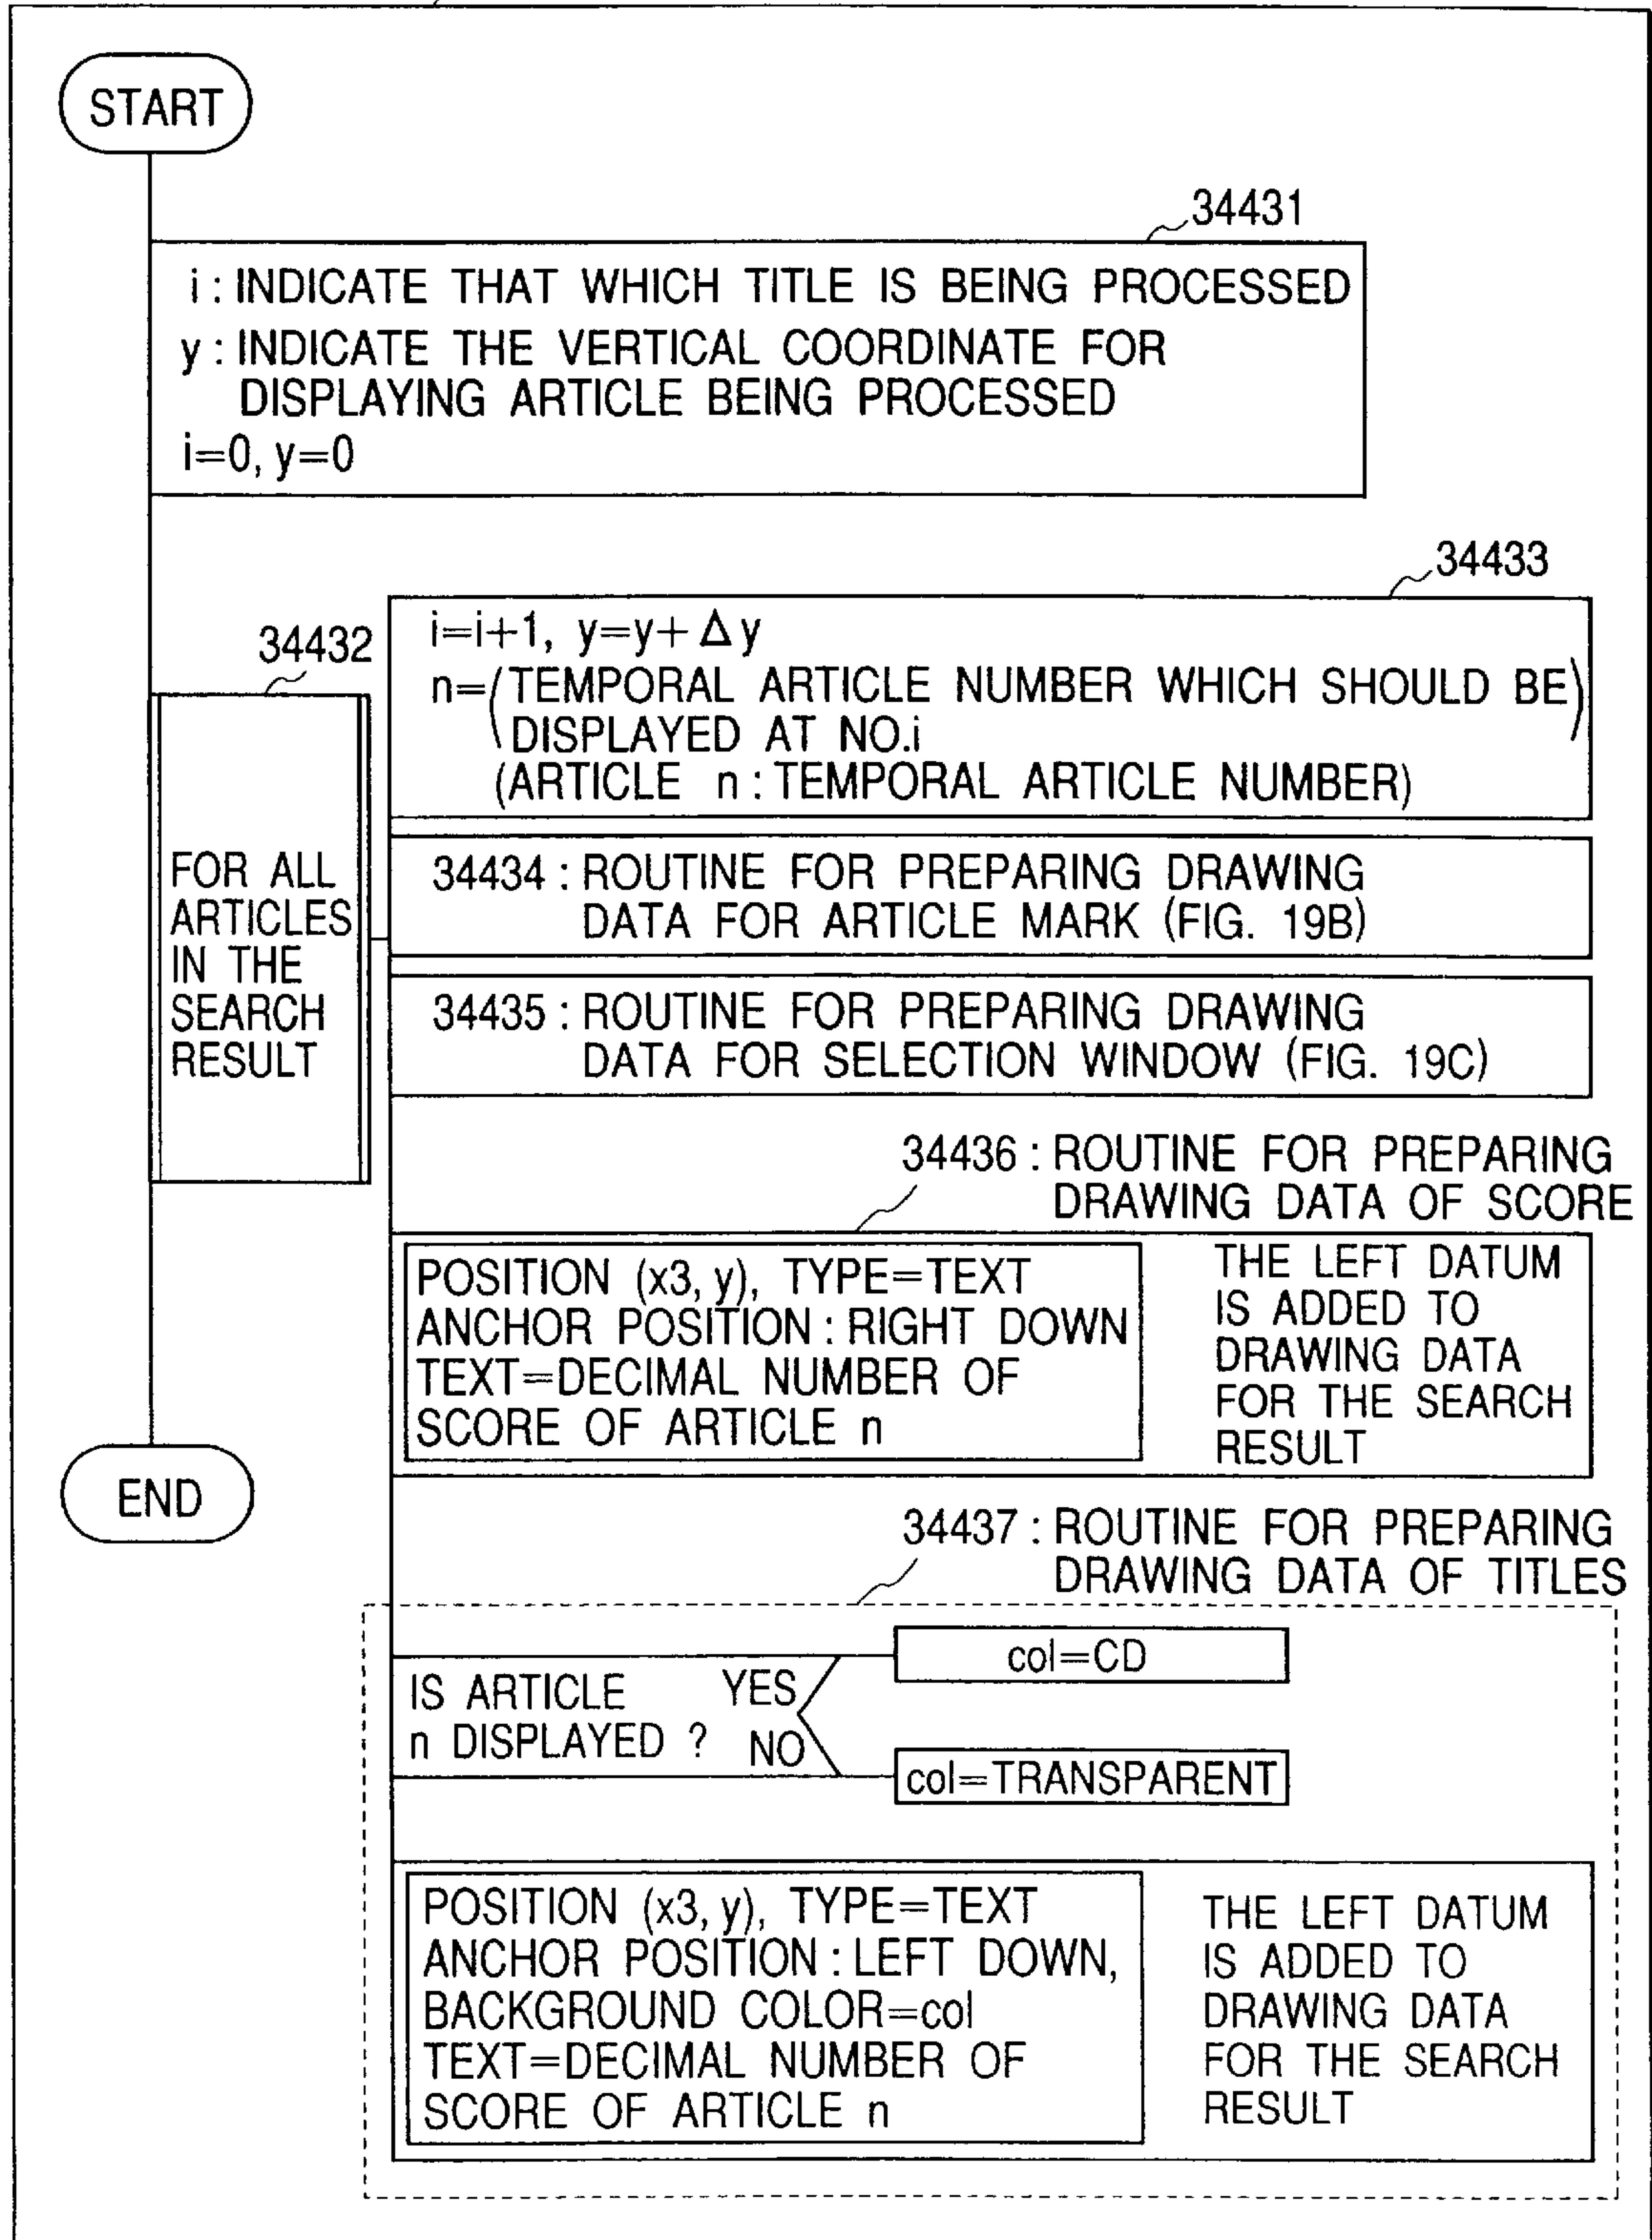 START
34431
i : INDICATE THAT WHICH TITLE IS BEING PROCESSED
y : INDICATE THE VERTICAL COORDINATE FOR
DISPLAYING ARTICLE BEING PROCESSED
i=0, y=0
34433
34432
i=i+1, y=y+Δy
n=(TEMPORAL ARTICLE NUMBER WHICH SHOULD BE)
DISPLAYED AT NO.i
(ARTICLE n : TEMPORAL ARTICLE NUMBER)
FOR ALL
ARTICLES
IN THE
SEARCH
RESULT
34434 : ROUTINE FOR PREPARING DRAWING
DATA FOR ARTICLE MARK (FIG. 19B)
34435 : ROUTINE FOR PREPARING DRAWING
DATA FOR SELECTION WINDOW (FIG. 19C)
34436 : ROUTINE FOR PREPARING
DRAWING DATA OF SCORE
POSITION (x3, y), TYPE=TEXT
ANCHOR POSITION : RIGHT DOWN
TEXT=DECIMAL NUMBER OF
SCORE OF ARTICLE n
THE LEFT DATUM
IS ADDED TO
DRAWING DATA
FOR THE SEARCH
RESULT
END
34437 : ROUTINE FOR PREPARING
DRAWING DATA OF TITLES
IS ARTICLE
n DISPLAYED ?
YES
NO
col=CD
col=TRANSPARENT
POSITION (x3, y), TYPE=TEXT
ANCHOR POSITION : LEFT DOWN,
BACKGROUND COLOR=col
TEXT=DECIMAL NUMBER OF
SCORE OF ARTICLE n
THE LEFT DATUM
IS ADDED TO
DRAWING DATA
FOR THE SEARCH
RESULT